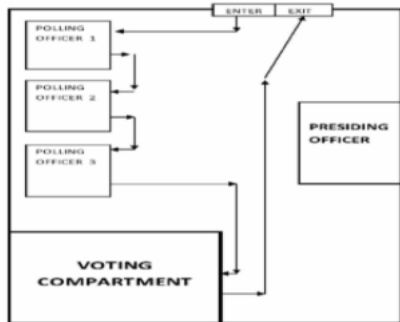 ENTER EXIT
POLLING
OFFICER 1
POLLING
OFFICER 2
POLLING
OFFICER 3
PRESIDING
OFFICER
VOTING
COMPARTMENT